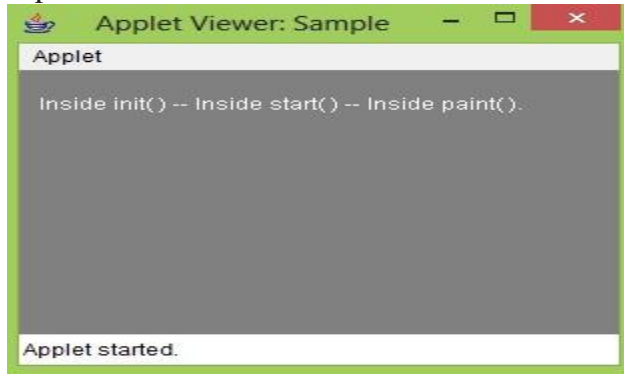 Applet Viewer: Sample
Applet
Inside init() -- Inside start() -- Inside paint().
Applet started.